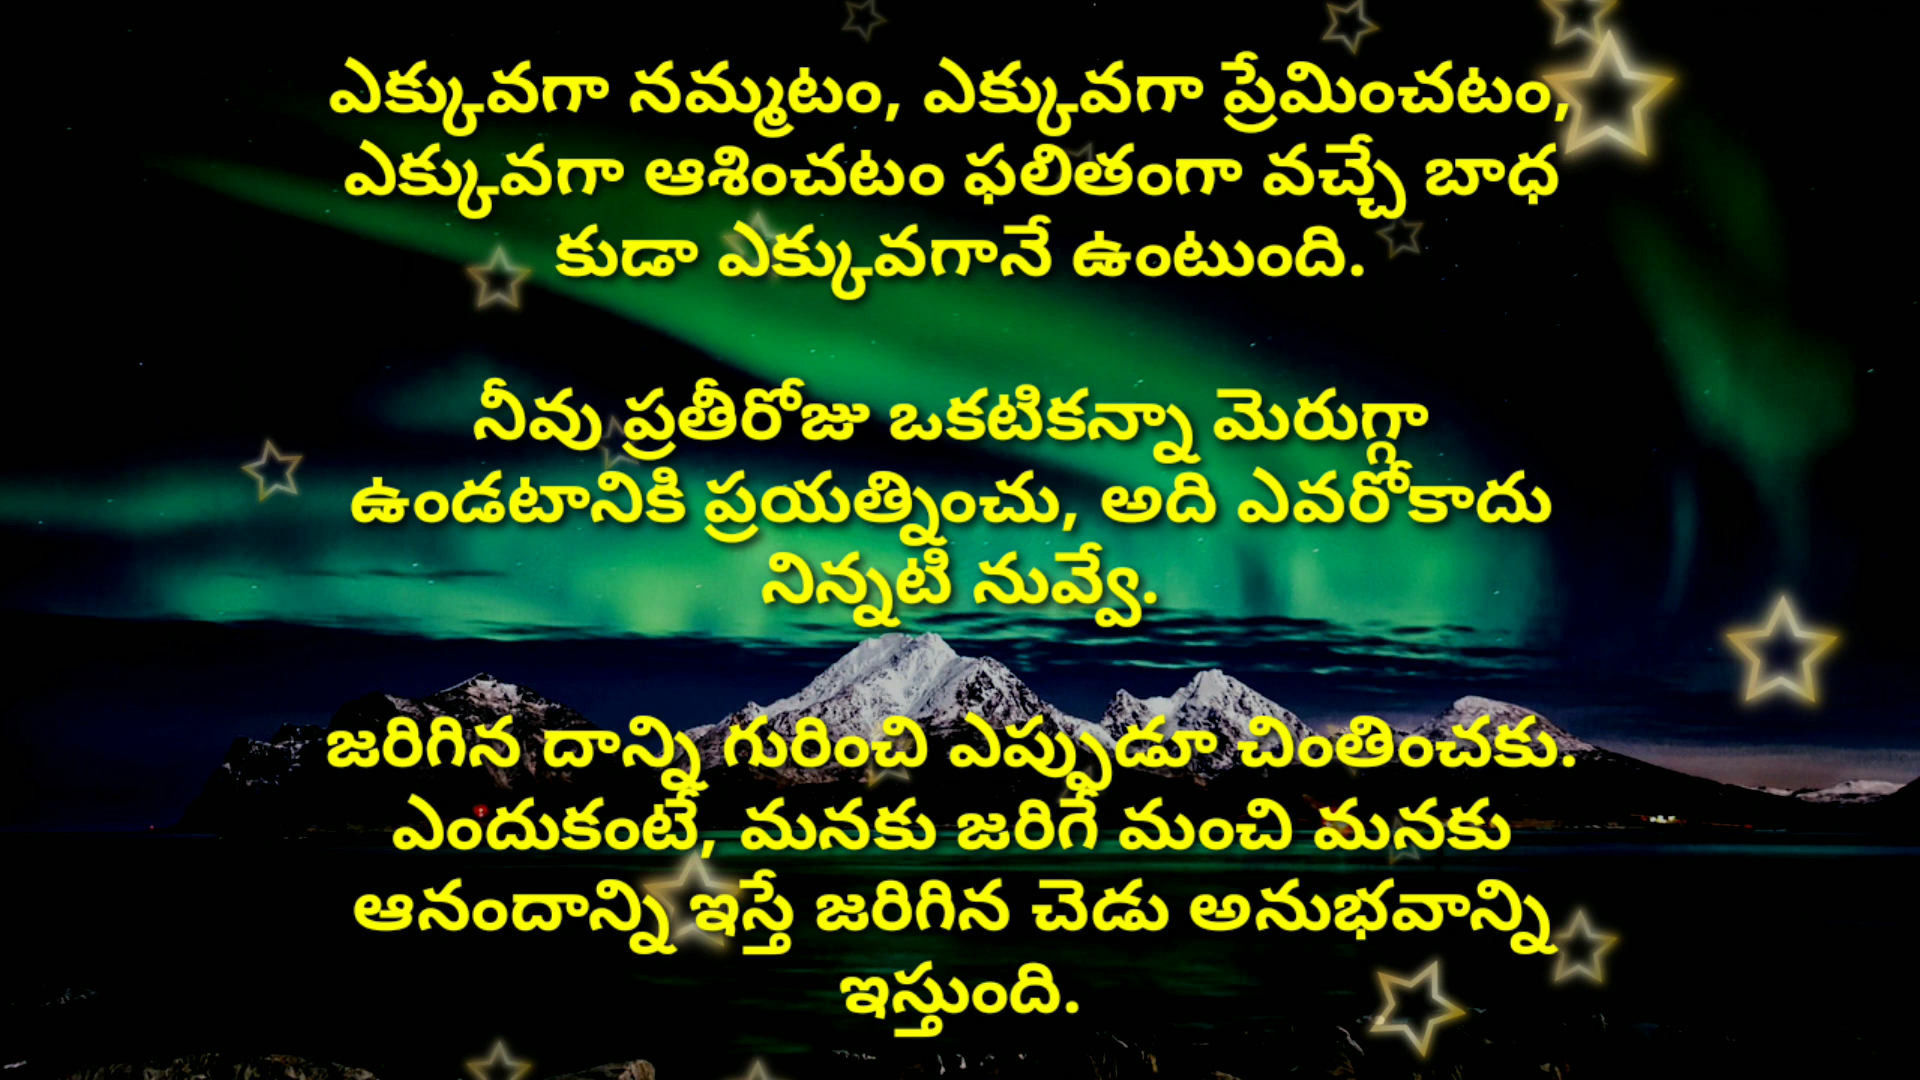 ఎక్కువగా నమ్మటం, ఎక్కువగా ప్రేమించటం,
ఎక్కువగా ఆశించటం ఫలితంగా వచ్చే బాధ
కుడా ఎక్కువగానే ఉంటుంది.
నీవు ప్రతీరోజు ఒకటికన్నా మెరుగ్గా
ఉండటానికి ప్రయత్నించు, అది ఎవరోకాదు
నిన్నటి నువ్వే.
జరిగిన దాన్ని గురించి ఎప్పుడూ చింతించకు.
ఎందుకంటే, మనకు జరిగే మంచి మనకు
ఆనందాన్ని ఇస్తే జరిగిన చెడు అనుభవాన్ని
ఇస్తుంది.